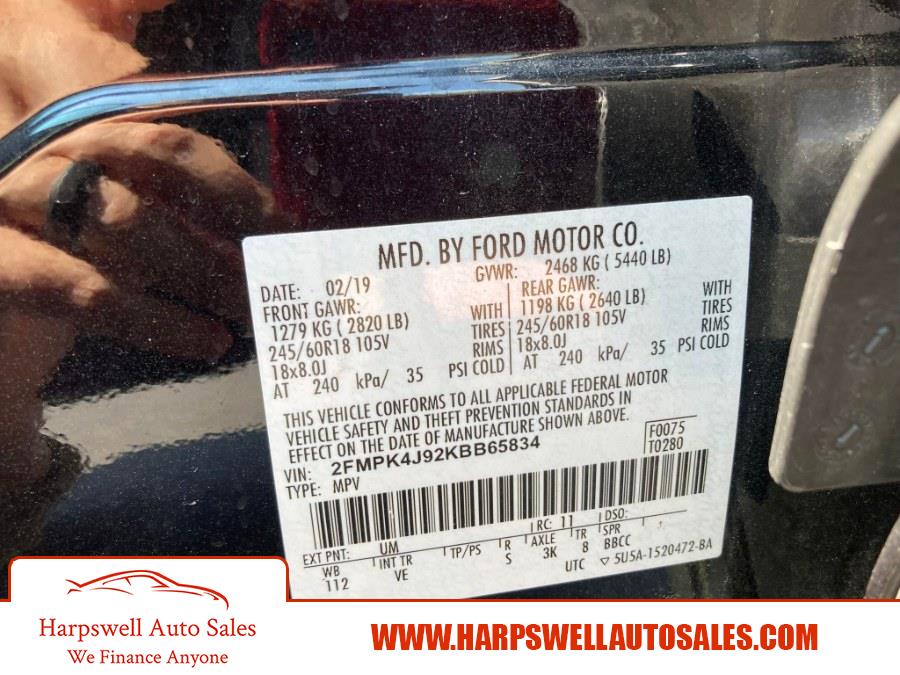 MFD. BY FORD MOTOR CO.
DATE: 02/19 GVWR: 2468 KG ( 5440 LB)
FRONT GAWR: REAR GAWR:
1279 KG ( 2820 LB) WITH 1198 KG ( 2640 LB) WITH
245/60R18 105V TIRES 245/60R18 105V TIRES
18x8.0J RIMS 18x8.0J RIMS
AT 240 kPa/ 35 PSI COLD AT 240 kPa/ 35 PSI COLD
THIS VEHICLE CONFORMS TO ALL APPLICABLE FEDERAL MOTOR
VEHICLE SAFETY AND THEFT PREVENTION STANDARDS IN
EFFECT ON THE DATE OF MANUFACTURE SHOWN ABOVE.
VIN: 2FMPK4J92KBB65834 F0075
TYPE: MPV T0280
RC: 11 DSO:
EXT PNT: UM
WB INT TR TP/PS R AXLE TR SPR
112 VE S 3K 8 BBCC
UTC ▽ 5U5A-1520472-BA
Harpswell Auto Sales
We Finance Anyone
WWW.HARPSWELLAUTOSALES.COM